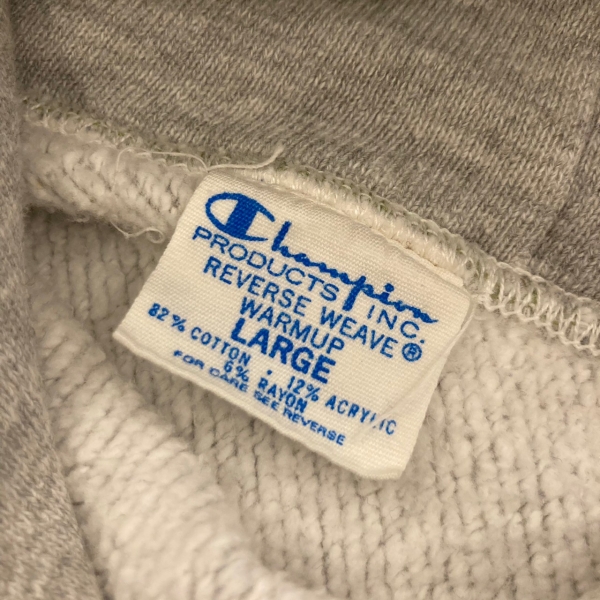 Champion
PRODUCTS INC.
REVERSE WEAVE®
WARMUP
LARGE
82% COTTON · 12% ACRYLIC
6% RAYON
FOR CARE SEE REVERSE